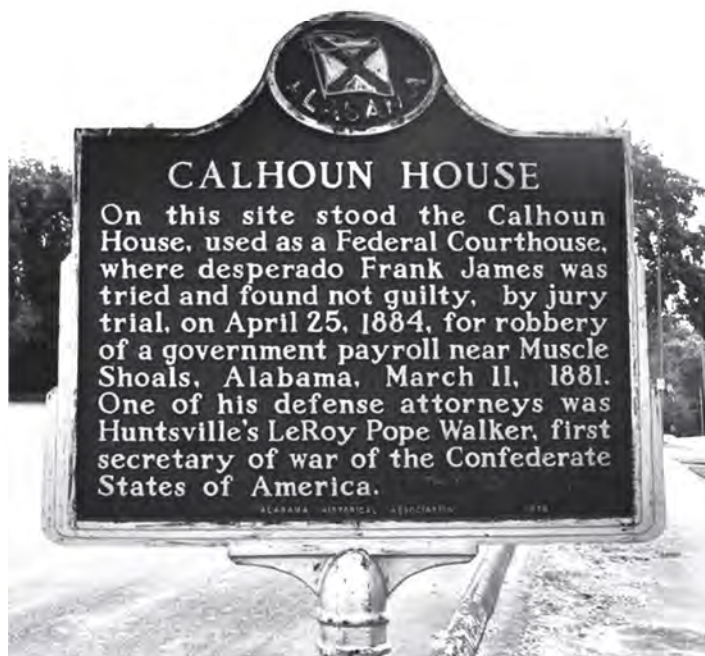 ALABAMA
CALHOUN HOUSE
On this site stood the Calhoun
House, used as a Federal Courthouse,
where desperado Frank James was
tried and found not guilty, by jury
trial, on April 25, 1884, for robbery
of a government payroll near Muscle
Shoals, Alabama, March 11, 1881.
One of his defense attorneys was
Huntsville's LeRoy Pope Walker, first
secretary of war of the Confederate
States of America.
ALABAMA HISTORICAL ASSOCIATION